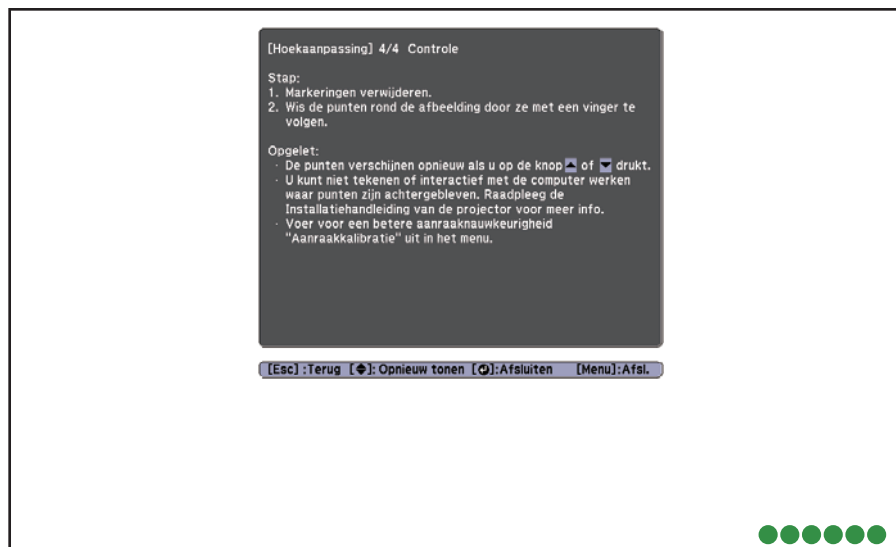 [Hoekaanpassing] 4/4 Controle
Stap:
1. Markeringen verwijderen.
2. Wis de punten rond de afbeelding door ze met een vinger te
volgen.
Opgelet:
· De punten verschijnen opnieuw als u op de knop ▲ of ▼ drukt.
· U kunt niet tekenen of interactief met de computer werken
waar punten zijn achtergebleven. Raadpleeg de
Installatiehandleiding van de projector voor meer info.
· Voer voor een betere aanraaknauwkeurigheid
"Aanraakkalibratie" uit in het menu.
[Esc] :Terug [◆]: Opnieuw tonen [⏎]:Afsluiten [Menu]:Afsl.